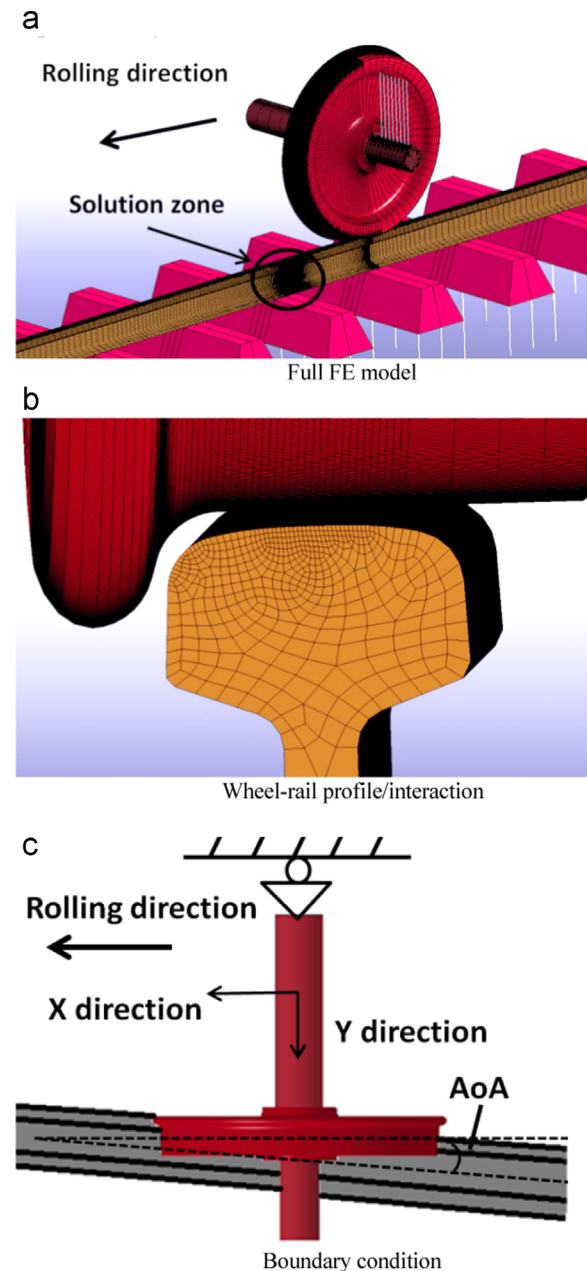 a
Rolling direction
Solution zone
Full FE model
b
Wheel-rail profile/interaction
c
Rolling direction
X direction
Y direction
AoA
Boundary condition